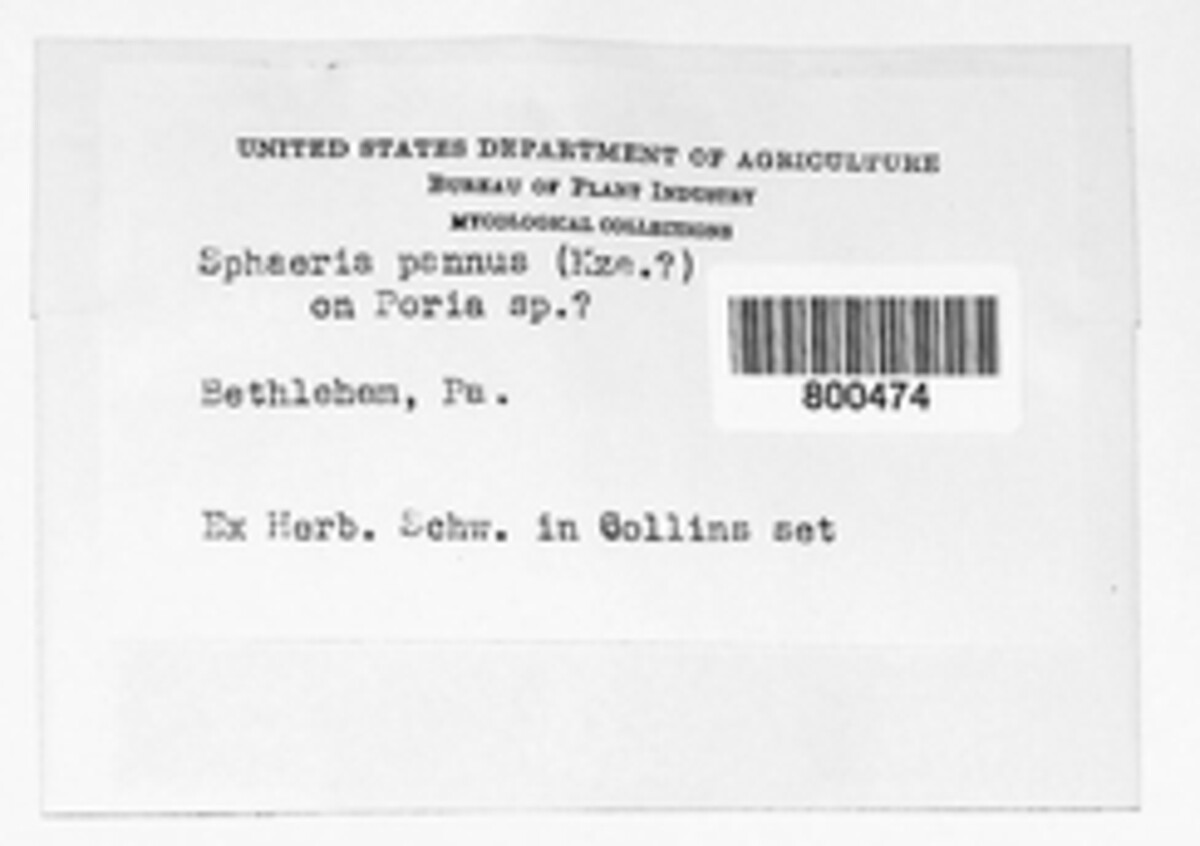 UNITED STATES DEPARTMENT OF AGRICULTURE
BUREAU OF PLANT INDUSTRY
MYCOLOGICAL COLLECTIONS
Sphaeria pannus (Kze.?)
on Poria sp.?
800474
Bethlehem, Pa.
Ex Herb. Schw. in Collins set